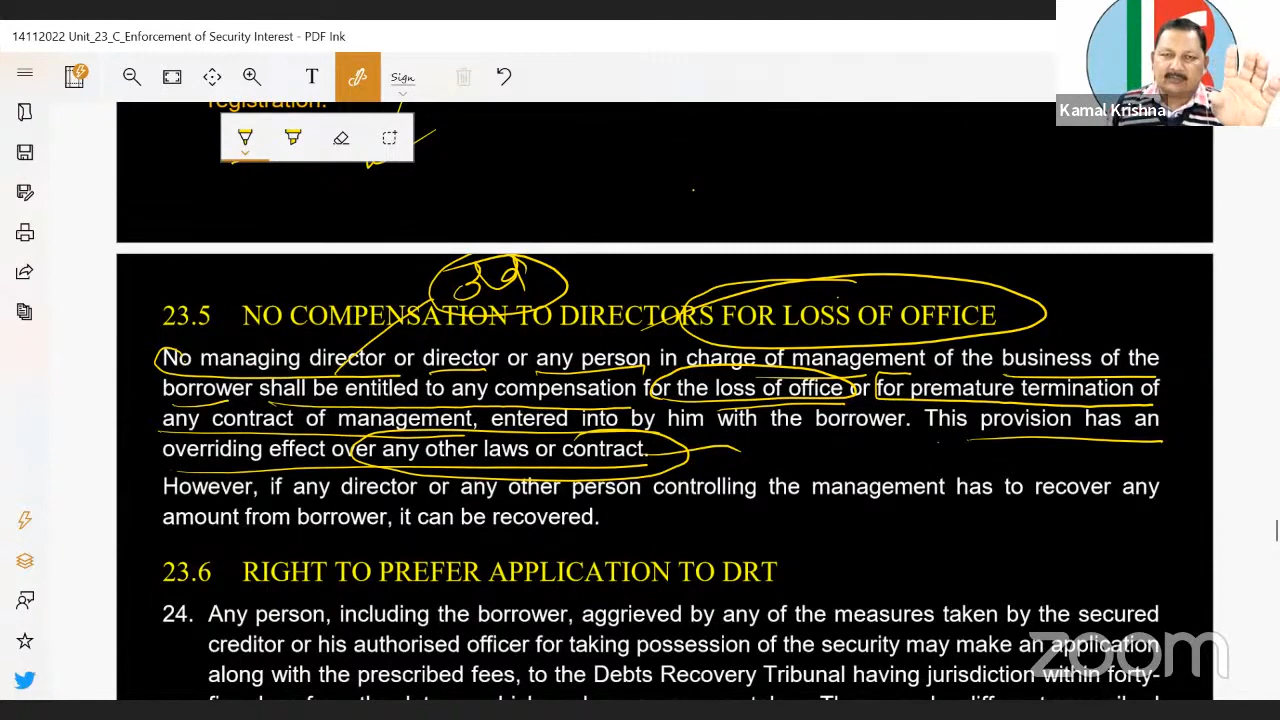 14112022 Unit_23_C_Enforcement of Security Interest - PDF Ink
T Sign
Kamal Krishna
registration.
23.5 NO COMPENSATION TO DIRECTORS FOR LOSS OF OFFICE
No managing director or director or any person in charge of management of the business of the
borrower shall be entitled to any compensation for the loss of office or for premature termination of
any contract of management, entered into by him with the borrower. This provision has an
overriding effect over any other laws or contract.
However, if any director or any other person controlling the management has to recover any
amount from borrower, it can be recovered.
23.6 RIGHT TO PREFER APPLICATION TO DRT
24. Any person, including the borrower, aggrieved by any of the measures taken by the secured
creditor or his authorised officer for taking possession of the security may make an application
along with the prescribed fees, to the Debts Recovery Tribunal having jurisdiction within forty-
zoom